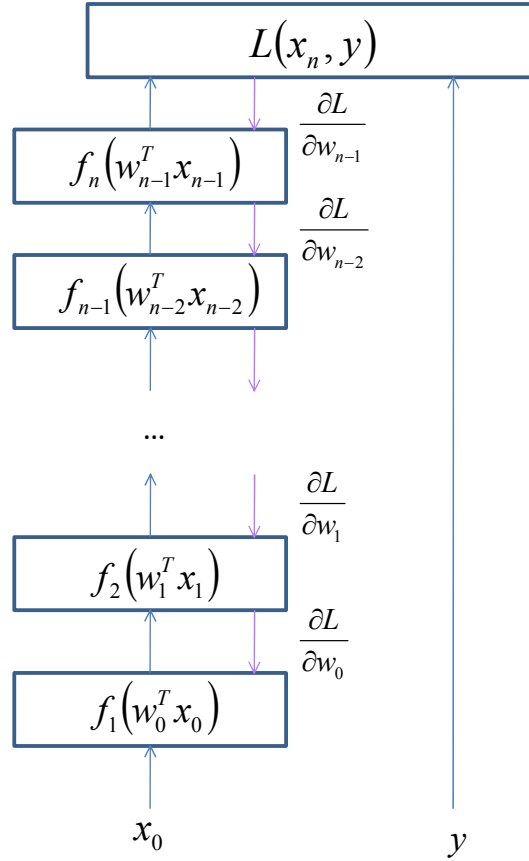 L(x_n, y)
∂L/∂w_{n−1}
f_n(w_{n−1}^T x_{n−1})
∂L/∂w_{n−2}
f_{n−1}(w_{n−2}^T x_{n−2})
...
∂L/∂w_1
f_2(w_1^T x_1)
∂L/∂w_0
f_1(w_0^T x_0)
x_0 y